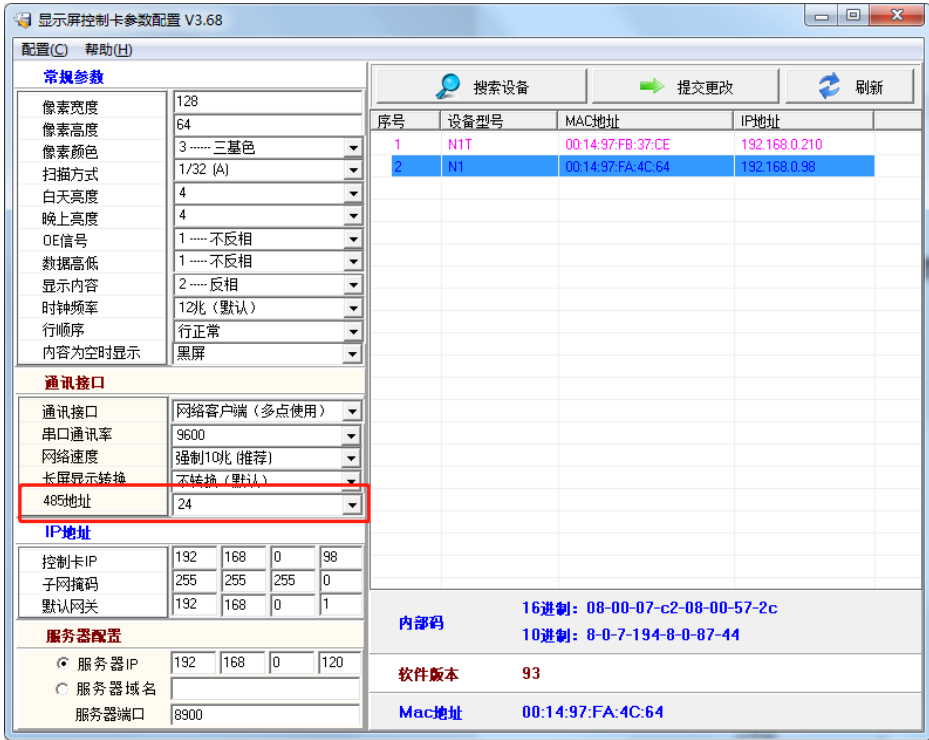 显示屏控制卡参数配置 V3.68
配置(C) 帮助(H)
常规参数
像素宽度 128
像素高度 64
像素颜色 3 ----- 三基色
扫描方式 1/32 (A)
白天亮度 4
晚上亮度 4
OE信号 1 ----- 不反相
数据高低 1 ----- 不反相
显示内容 2 ----- 反相
时钟频率 12兆（默认）
行顺序 行正常
内容为空时显示 黑屏
通讯接口
通讯接口 网络客户端（多点使用）
串口通讯率 9600
网络速度 强制10兆 (推荐)
长屏显示转换 不转换（默认）
485地址 24
IP地址
控制卡IP 192 168 0 98
子网掩码 255 255 255 0
默认网关 192 168 0 1
服务器配置
服务器IP 192 168 0 120
服务器域名
服务器端口 8900
搜索设备 提交更改 刷新
序号 设备型号 MAC地址 IP地址
1 N1T 00:14:97:FB:37:CE 192.168.0.210
2 N1 00:14:97:FA:4C:64 192.168.0.98
内部码
16进制：08-00-07-c2-08-00-57-2c
10进制：8-0-7-194-8-0-87-44
软件版本 93
Mac地址 00:14:97:FA:4C:64